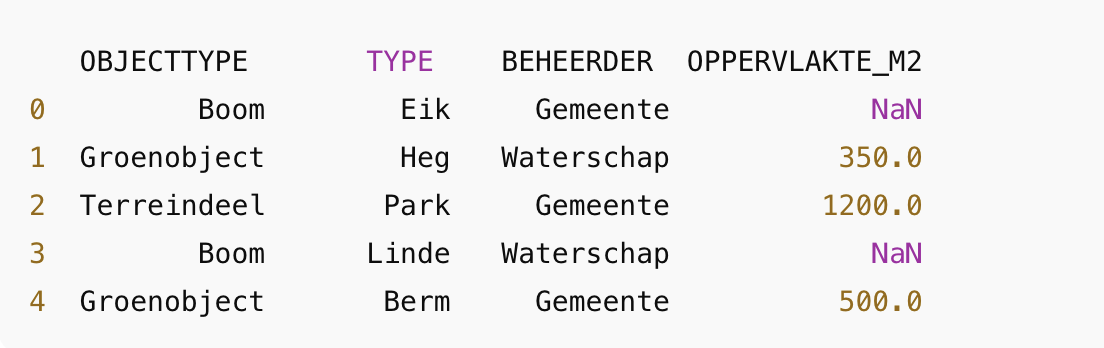 OBJECTTYPE TYPE BEHEERDER OPPERVLAKTE_M2
0 Boom Eik Gemeente NaN
1 Groenobject Heg Waterschap 350.0
2 Terreindeel Park Gemeente 1200.0
3 Boom Linde Waterschap NaN
4 Groenobject Berm Gemeente 500.0